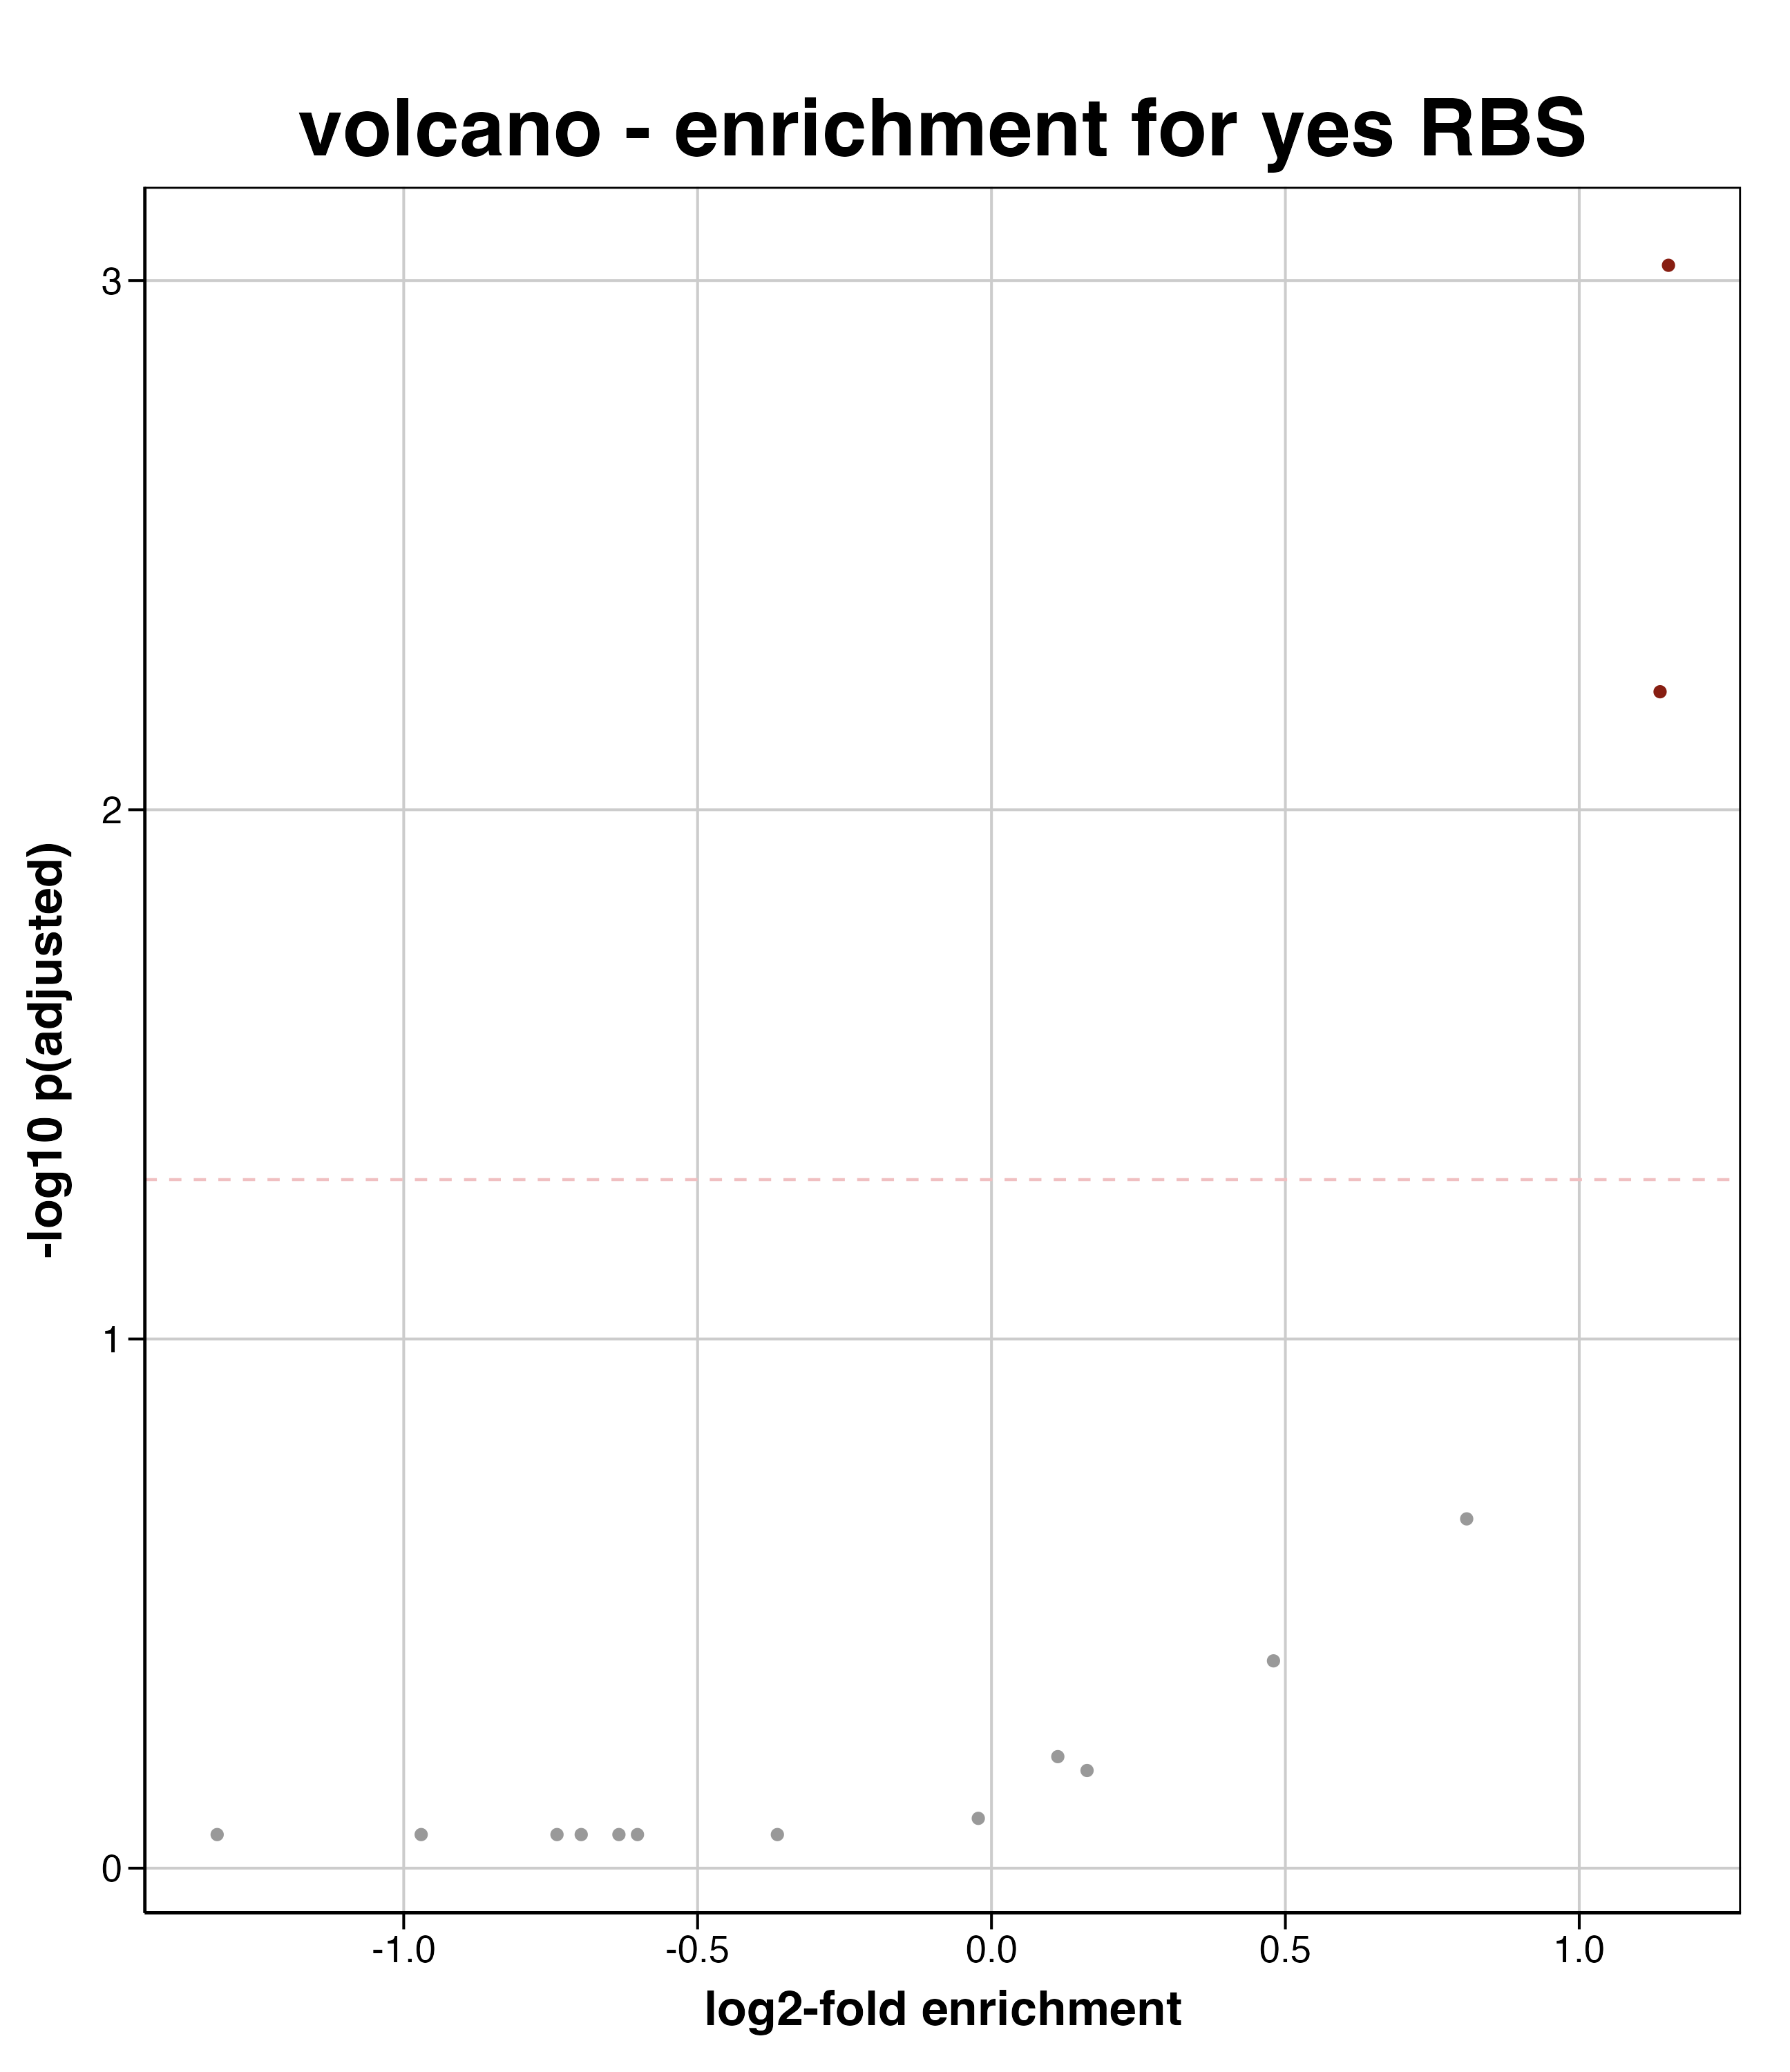 volcano - enrichment for yes RBS
3
2
1
0
-log10 p(adjusted)
-1.0 -0.5 0.0 0.5 1.0
log2-fold enrichment